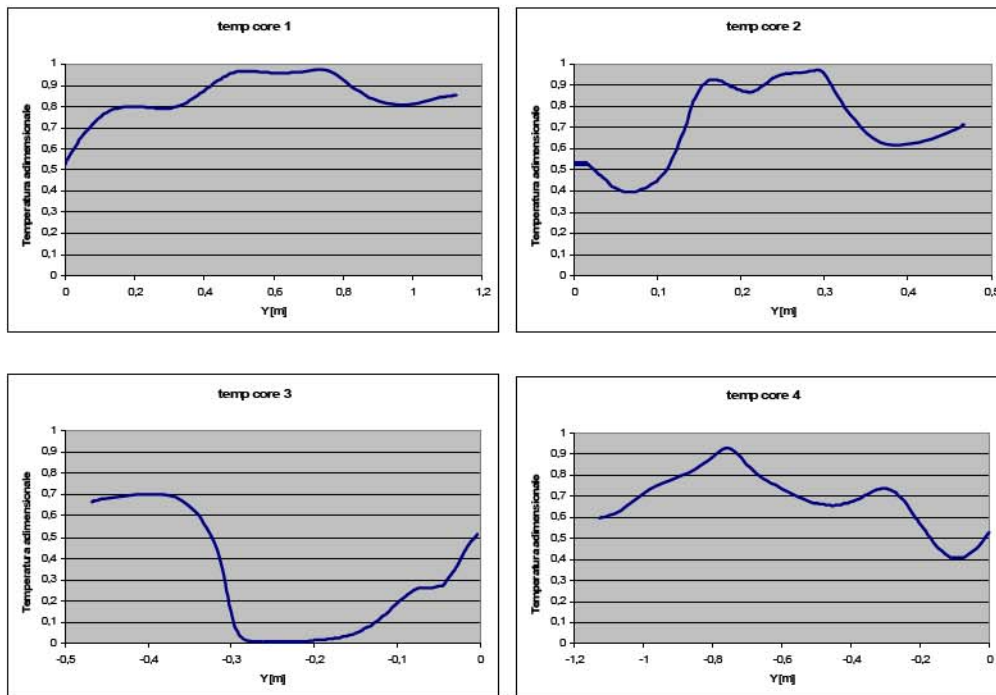 temp core 1
Temperatura adimensionale
1
0,9
0,8
0,7
0,6
0,5
0,4
0,3
0,2
0,1
0
0 0,2 0,4 0,6 0,8 1 1,2
Y[m]
temp core 2
Temperatura adimensionale
1
0,9
0,8
0,7
0,6
0,5
0,4
0,3
0,2
0,1
0
0 0,1 0,2 0,3 0,4 0,5
Y[m]
temp core 3
Temperatura adimensionale
1
0,9
0,8
0,7
0,6
0,5
0,4
0,3
0,2
0,1
0
-0,5 -0,4 -0,3 -0,2 -0,1 0
Y[m]
temp core 4
Temperatura adimensionale
1
0,9
0,8
0,7
0,6
0,5
0,4
0,3
0,2
0,1
0
-1,2 -1 -0,8 -0,6 -0,4 -0,2 0
Y[m]